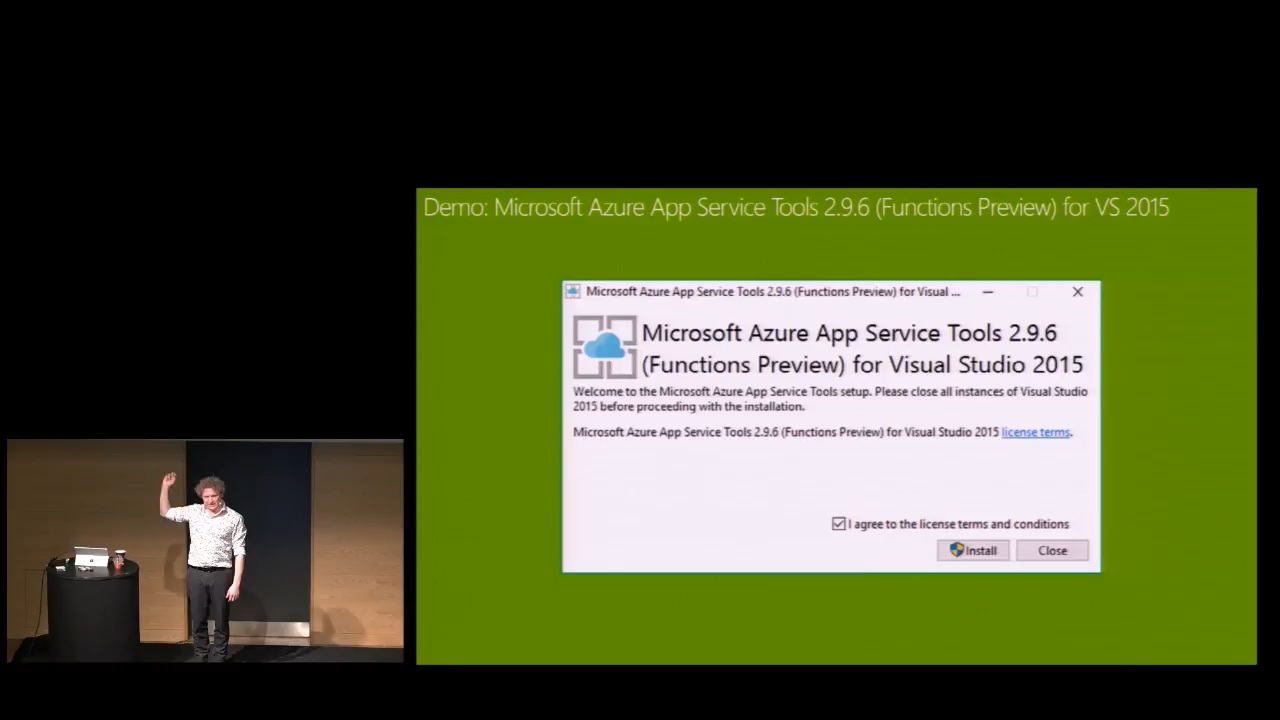 Demo: Microsoft Azure App Service Tools 2.9.6 (Functions Preview) for VS 2015
Microsoft Azure App Service Tools 2.9.6 (Functions Preview) for Visual ...
Microsoft Azure App Service Tools 2.9.6
(Functions Preview) for Visual Studio 2015
Welcome to the Microsoft Azure App Service Tools setup. Please close all instances of Visual Studio
2015 before proceeding with the installation.
Microsoft Azure App Service Tools 2.9.6 (Functions Preview) for Visual Studio 2015 license terms.
I agree to the license terms and conditions
Install
Close